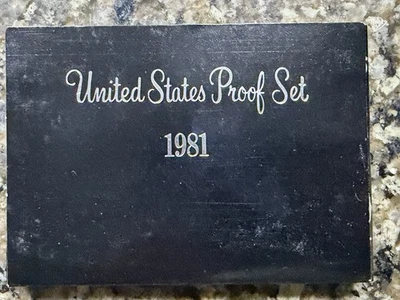 United States Proof Set
1981